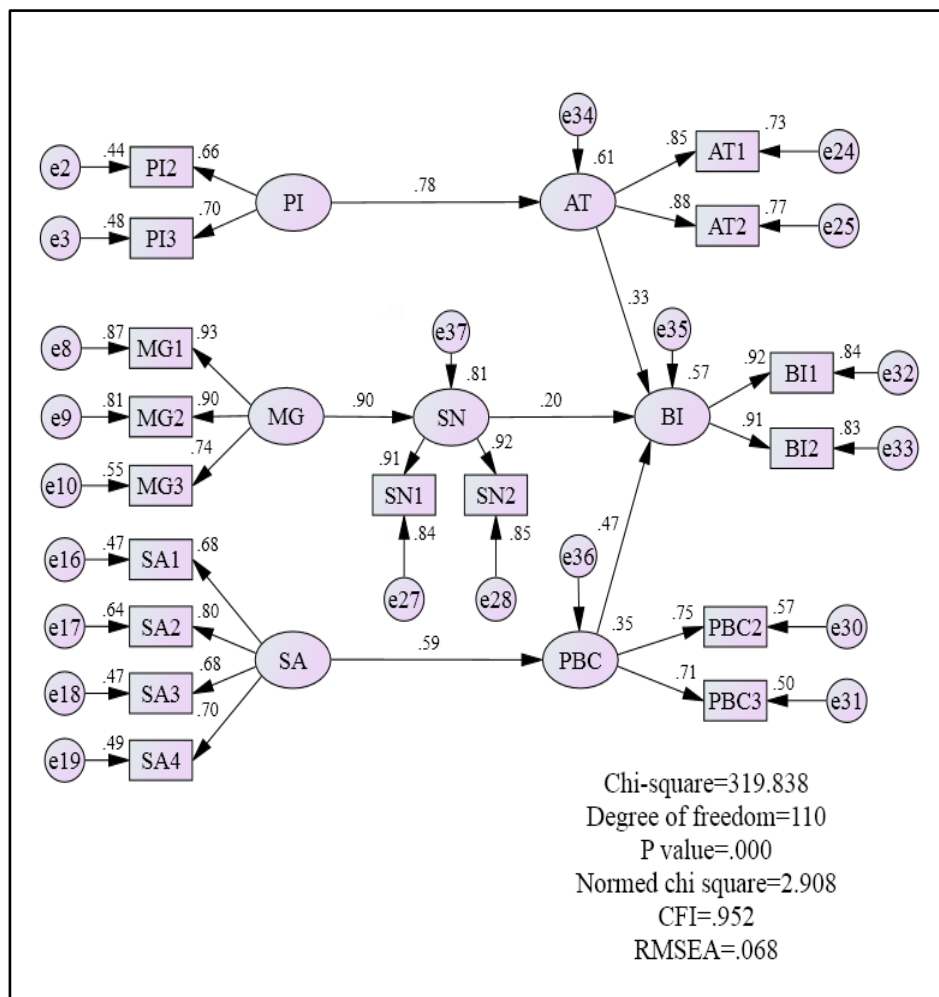 e34
.73
.85
AT1
e24
.61
.44
.66
e2
PI2
PI
.78
AT
.88
.77
AT2
e25
.48
.70
e3
PI3
.33
e37
e35
.87
.93
e8
MG1
.81
.57
.92
.84
BI1
e32
.81
.90
e9
MG2
MG
.90
SN
.20
BI
.91
.83
BI2
e33
.74
.55
e10
MG3
.91
.92
SN1
SN2
.47
.84
.85
.47
.68
e16
SA1
e36
e27
e28
.64
.80
e17
SA2
.59
.35
.75
.57
PBC2
e30
SA
PBC
.47
.68
e18
SA3
.71
.50
PBC3
e31
.70
.49
e19
SA4
Chi-square=319.838
Degree of freedom=110
P value=.000
Normed chi square=2.908
CFI=.952
RMSEA=.068